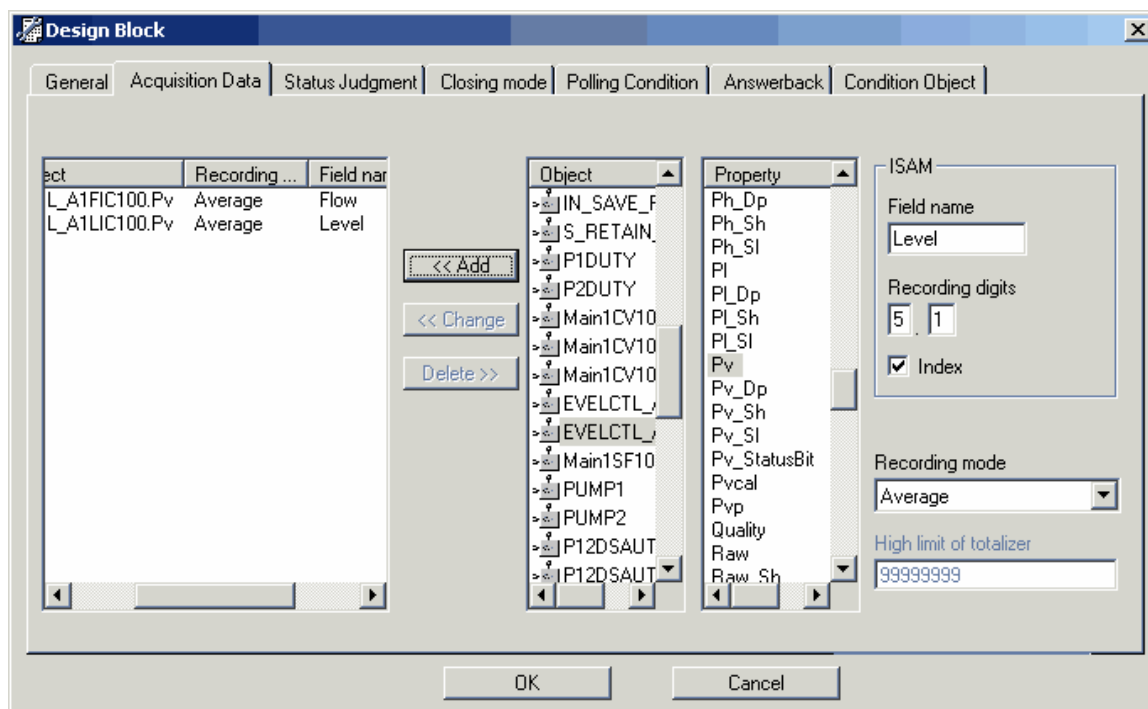 Design Block
General Acquisition Data Status Judgment Closing mode Polling Condition Answerback Condition Object
ect Recording ... Field nar
L_A1FIC100.Pv Average Flow
L_A1LIC100.Pv Average Level
<< Add
<< Change
Delete >>
Object
IN_SAVE_F
S_RETAIN_
P1DUTY
P2DUTY
Main1CV10
Main1CV10
Main1CV10
EVELCTL_A
EVELCTL_A
Main1SF10
PUMP1
PUMP2
P12DSAUT
P12DSAUT
Property
Ph_Dp
Ph_Sh
Ph_Sl
Pl
Pl_Dp
Pl_Sh
Pl_Sl
Pv
Pv_Dp
Pv_Sh
Pv_Sl
Pv_StatusBit
Pvcal
Pvp
Quality
Raw
Raw_Sh
ISAM
Field name
Level
Recording digits
5 . 1
Index
Recording mode
Average
High limit of totalizer
99999999
OK Cancel